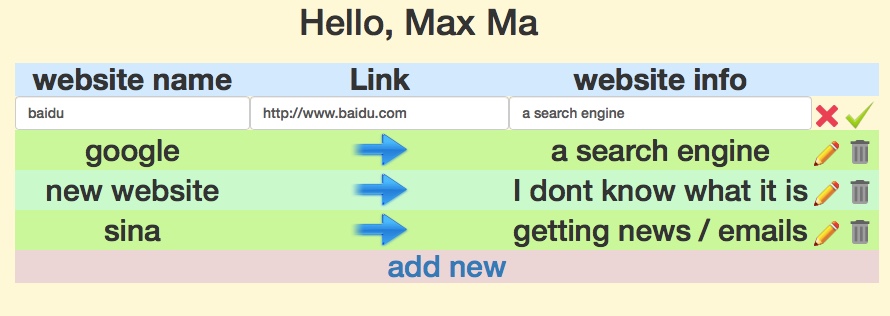 Hello, Max Ma
website name Link website info
baidu http://www.baidu.com a search engine
google a search engine
new website I dont know what it is
sina getting news / emails
add new